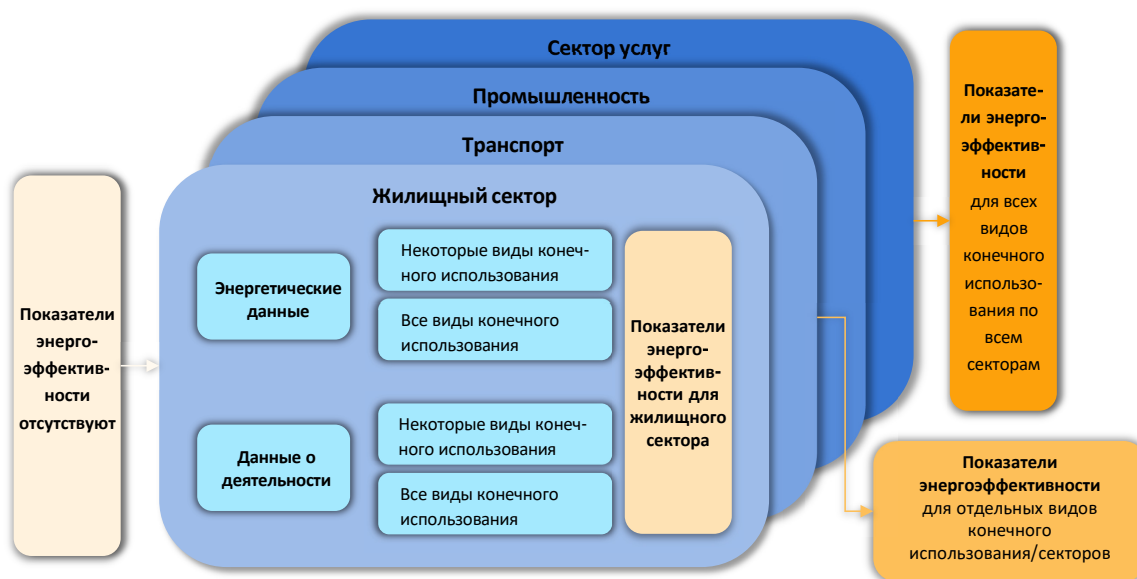 Сектор услуг
Промышленность
Транспорт
Жилищный сектор
Показатели
энерго-
эффектив-
ности
отсутствуют
Энергетические
данные
Некоторые виды конеч-
ного использования
Все виды конечного
использования
Данные о
деятельности
Некоторые виды конеч-
ного использования
Все виды конечного
использования
Показатели
энерго-
эффектив-
ности для
жилищного
сектора
Показате-
ли энерго-
эффектив-
ности
для всех
видов
конечного
использо-
вания по
всем
секторам
Показатели
энергоэффективности
для отдельных видов
конечного
использования/секторов